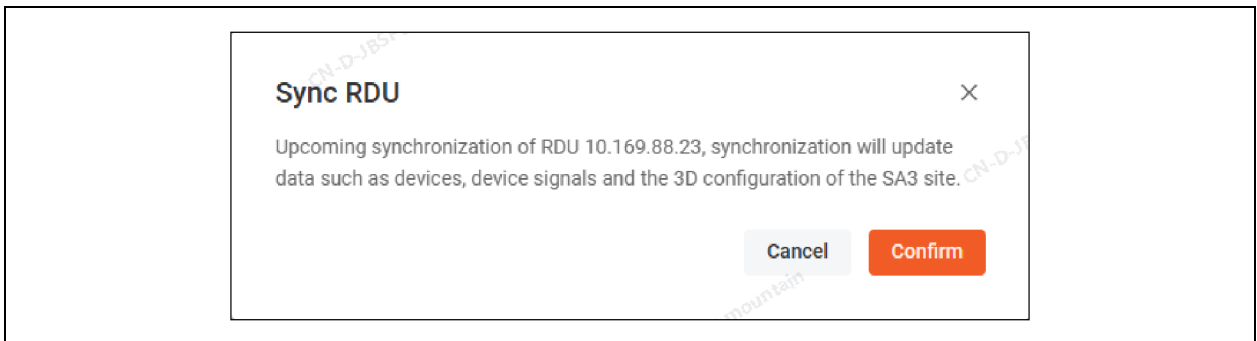 Sync RDU
Upcoming synchronization of RDU 10.169.88.23, synchronization will update
data such as devices, device signals and the 3D configuration of the SA3 site.
Cancel Confirm
mountain